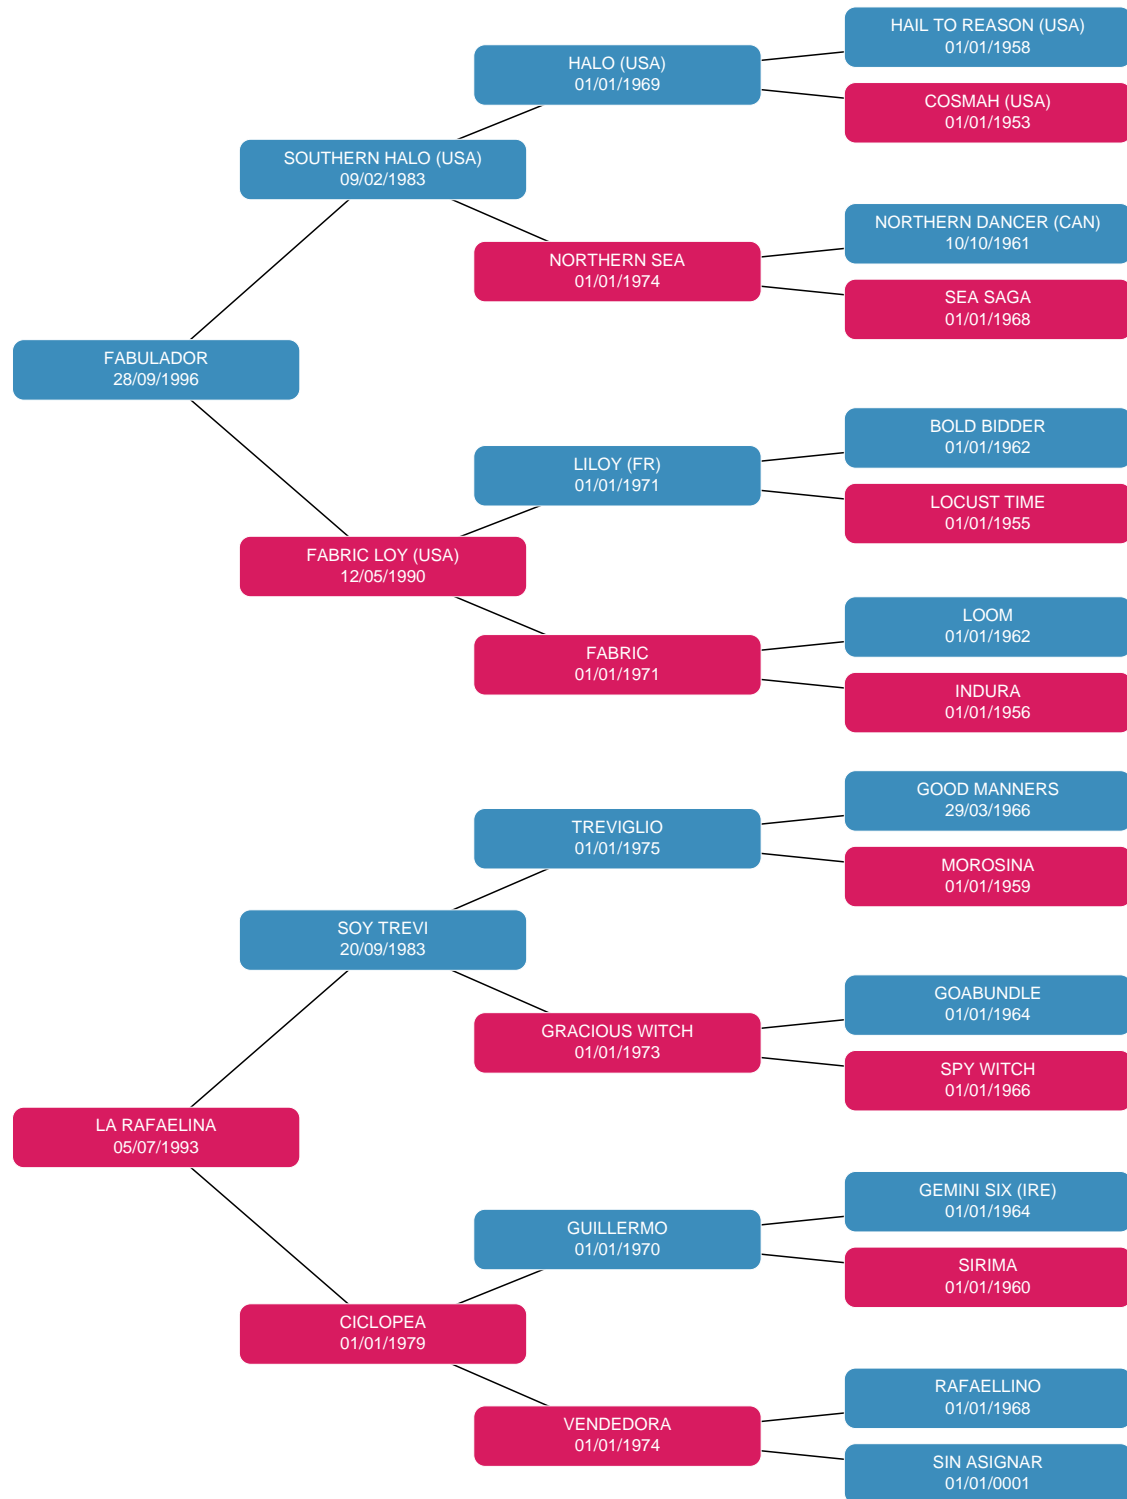 HAIL TO REASON (USA)
01/01/1958
HALO (USA)
01/01/1969
COSMAH (USA)
01/01/1953
SOUTHERN HALO (USA)
09/02/1983
NORTHERN DANCER (CAN)
10/10/1961
NORTHERN SEA
01/01/1974
SEA SAGA
01/01/1968
FABULADOR
28/09/1996
BOLD BIDDER
01/01/1962
LILOY (FR)
01/01/1971
LOCUST TIME
01/01/1955
FABRIC LOY (USA)
12/05/1990
LOOM
01/01/1962
FABRIC
01/01/1971
INDURA
01/01/1956
GOOD MANNERS
29/03/1966
TREVIGLIO
01/01/1975
MOROSINA
01/01/1959
SOY TREVI
20/09/1983
GOABUNDLE
01/01/1964
GRACIOUS WITCH
01/01/1973
SPY WITCH
01/01/1966
LA RAFAELINA
05/07/1993
GEMINI SIX (IRE)
01/01/1964
GUILLERMO
01/01/1970
SIRIMA
01/01/1960
CICLOPEA
01/01/1979
RAFAELLINO
01/01/1968
VENDEDORA
01/01/1974
SIN ASIGNAR
01/01/0001